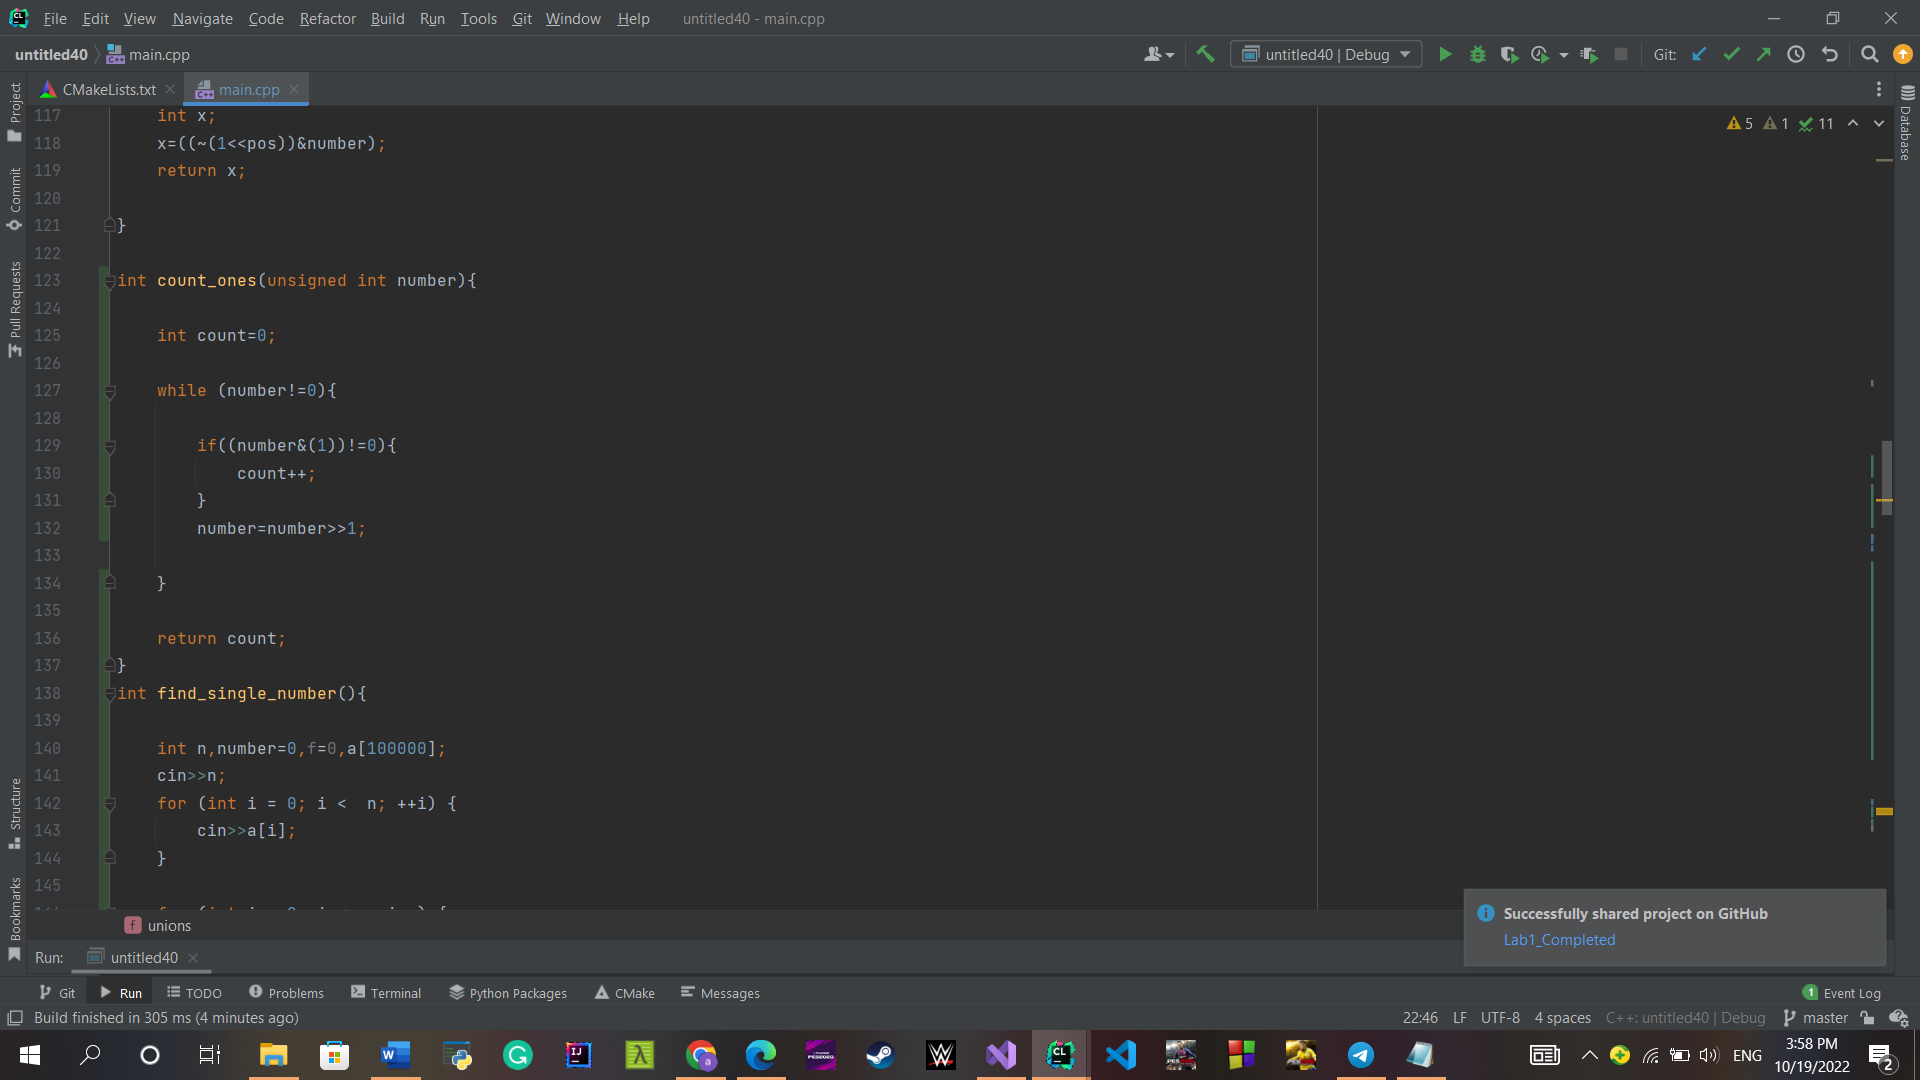 File Edit View Navigate Code Refactor Build Run Tools Git Window Help untitled40 - main.cpp
untitled40 main.cpp untitled40 | Debug Git:
CMakeLists.txt main.cpp
Project
Commit
Pull Requests
Structure
Bookmarks
Database
5 1 11
117 int x;
118 x=((~(1<<pos))&number);
119 return x;
120
121 }
122
123 int count_ones(unsigned int number){
124
125 int count=0;
126
127 while (number!=0){
128
129 if((number&(1))!=0){
130 count++;
131 }
132 number=number>>1;
133
134 }
135
136 return count;
137 }
138 int find_single_number(){
139
140 int n,number=0,f=0,a[100000];
141 cin>>n;
142 for (int i = 0; i <  n; ++i) {
143 cin>>a[i];
144 }
145
f unions
Successfully shared project on GitHub
Lab1_Completed
Run: untitled40
Git Run TODO Problems Terminal Python Packages CMake Messages 1 Event Log
Build finished in 305 ms (4 minutes ago) 22:46 LF UTF-8 4 spaces C++: untitled40 | Debug master
ENG 3:58 PM
10/19/2022 2